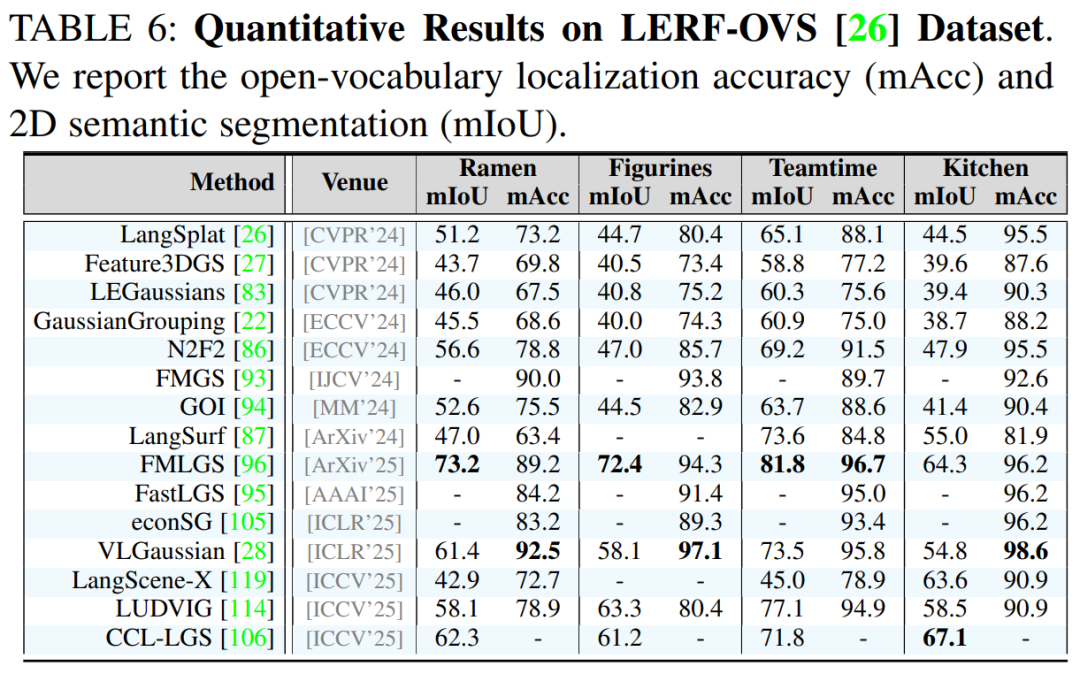 TABLE 6: Quantitative Results on LERF-OVS [26] Dataset.
We report the open-vocabulary localization accuracy (mAcc) and
2D semantic segmentation (mIoU).
Method Venue Ramen Figurines Teamtime Kitchen
mIoU mAcc mIoU mAcc mIoU mAcc mIoU mAcc
LangSplat [26] [CVPR'24] 51.2 73.2 44.7 80.4 65.1 88.1 44.5 95.5
Feature3DGS [27] [CVPR'24] 43.7 69.8 40.5 73.4 58.8 77.2 39.6 87.6
LEGaussians [83] [CVPR'24] 46.0 67.5 40.8 75.2 60.3 75.6 39.4 90.3
GaussianGrouping [22] [ECCV'24] 45.5 68.6 40.0 74.3 60.9 75.0 38.7 88.2
N2F2 [86] [ECCV'24] 56.6 78.8 47.0 85.7 69.2 91.5 47.9 95.5
FMGS [93] [IJCV'24] - 90.0 - 93.8 - 89.7 - 92.6
GOI [94] [MM'24] 52.6 75.5 44.5 82.9 63.7 88.6 41.4 90.4
LangSurf [87] [ArXiv'24] 47.0 63.4 - - 73.6 84.8 55.0 81.9
FMLGS [96] [ArXiv'25] 73.2 89.2 72.4 94.3 81.8 96.7 64.3 96.2
FastLGS [95] [AAAI'25] - 84.2 - 91.4 - 95.0 - 96.2
econSG [105] [ICLR'25] - 83.2 - 89.3 - 93.4 - 96.2
VLGaussian [28] [ICLR'25] 61.4 92.5 58.1 97.1 73.5 95.8 54.8 98.6
LangScene-X [119] [ICCV'25] 42.9 72.7 - - 45.0 78.9 63.6 90.9
LUDVIG [114] [ICCV'25] 58.1 78.9 63.3 80.4 77.1 94.9 58.5 90.9
CCL-LGS [106] [ICCV'25] 62.3 - 61.2 - 71.8 - 67.1 -